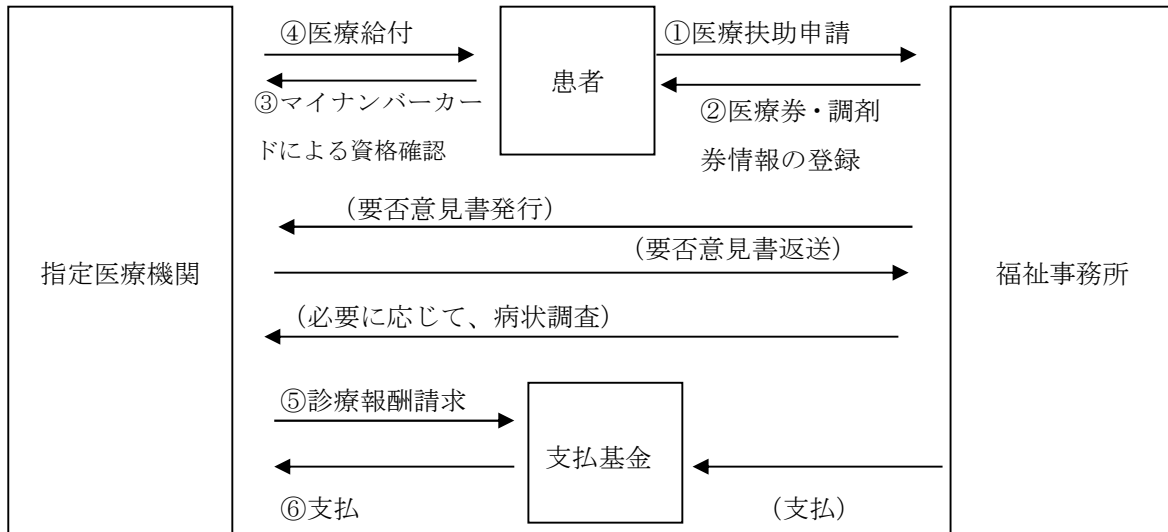 ④医療給付
①医療扶助申請
患者
③マイナンバーカー
ドによる資格確認
②医療券・調剤
券情報の登録
（要否意見書発行）
（要否意見書返送）
指定医療機関
福祉事務所
（必要に応じて、病状調査）
⑤診療報酬請求
支払基金
⑥支払
（支払）